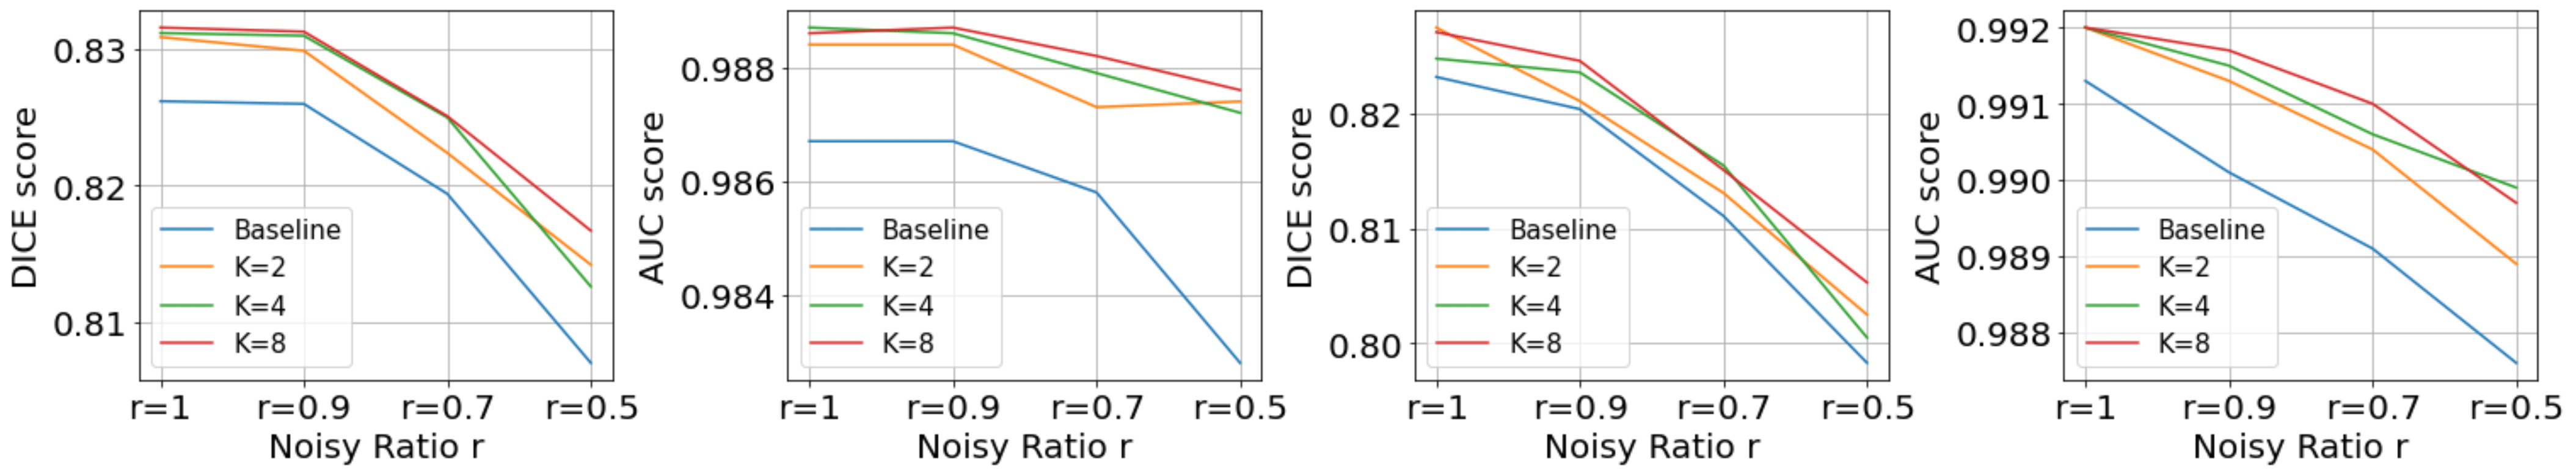 DICE score
0.83
0.82
0.81
Baseline
K=2
K=4
K=8
r=1 r=0.9 r=0.7 r=0.5
Noisy Ratio r
AUC score
0.988
0.986
0.984
Baseline
K=2
K=4
K=8
r=1 r=0.9 r=0.7 r=0.5
Noisy Ratio r
DICE score
0.82
0.81
0.80
Baseline
K=2
K=4
K=8
r=1 r=0.9 r=0.7 r=0.5
Noisy Ratio r
AUC score
0.992
0.991
0.990
0.989
0.988
Baseline
K=2
K=4
K=8
r=1 r=0.9 r=0.7 r=0.5
Noisy Ratio r